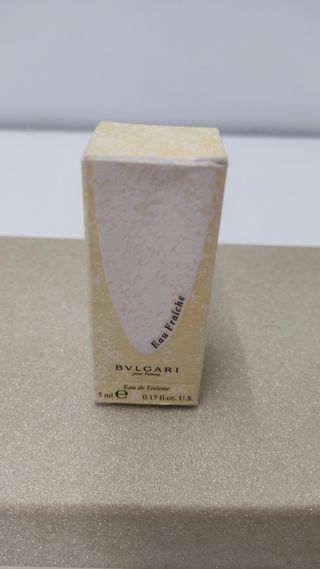 Eau Fraîche
BVLGARI
pour Femme
Eau de Toilette
5 ml e 0.17 fl.oz. U.S.